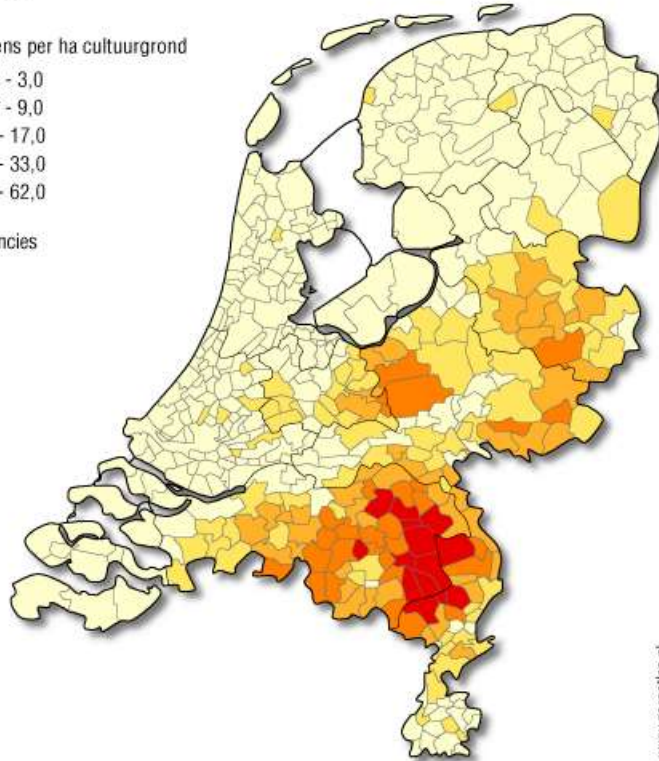 ens per ha cultuurgrond
- 3,0
- 9,0
- 17,0
- 33,0
- 62,0
ncies